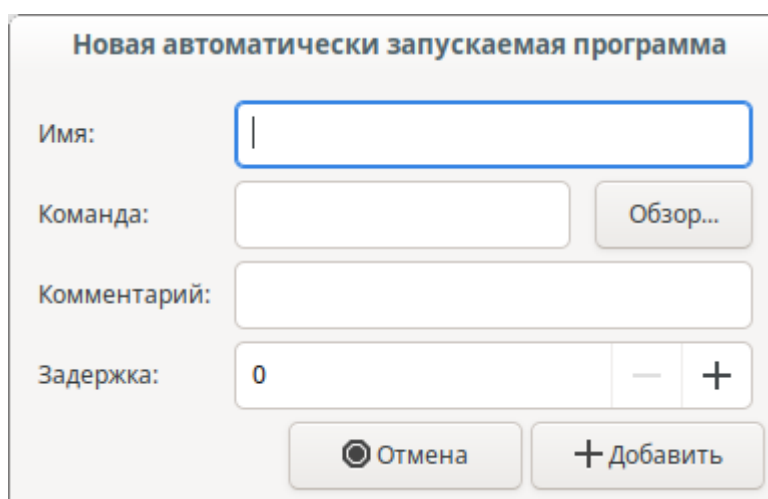 Новая автоматически запускаемая программа
Имя:
Команда:
Обзор...
Комментарий:
Задержка:
0
Отмена
Добавить